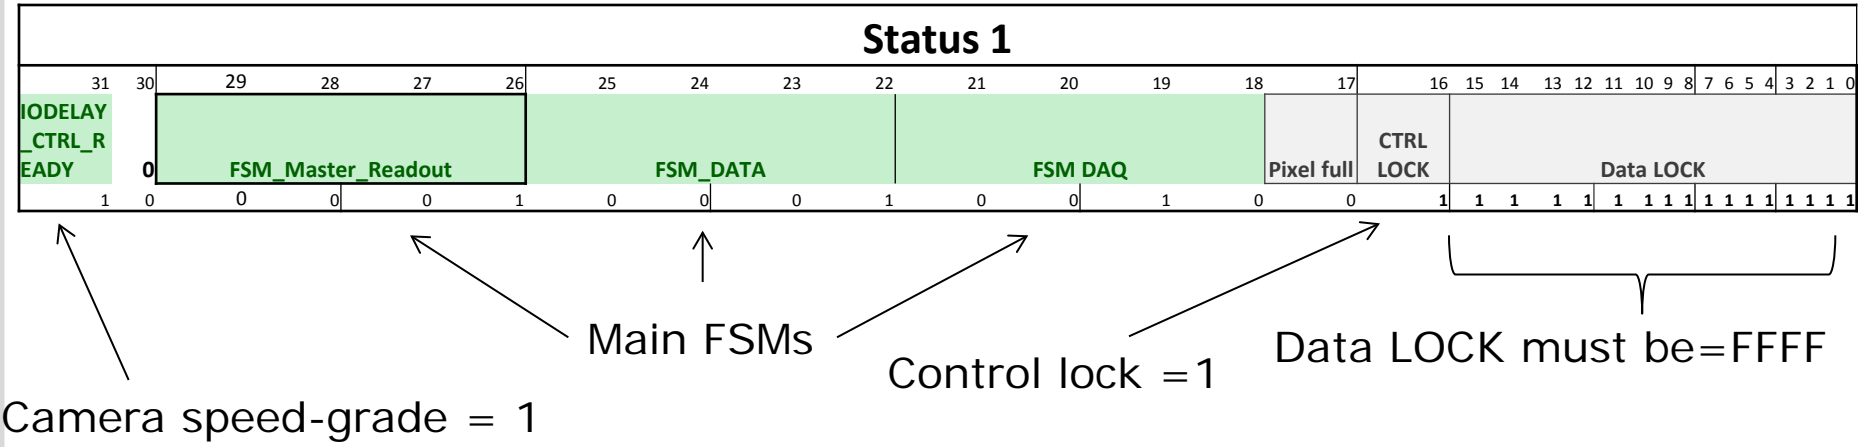 Status 1
31 30 29 28 27 26 25 24 23 22 21 20 19 18 17 16 15 14 13 12 11 10 9 8 7 6 5 4 3 2 1 0
IODELAY
_CTRL_R
EADY
0
FSM_Master_Readout
FSM_DATA
FSM DAQ
Pixel full
CTRL
LOCK
Data LOCK
1 0 0 0 0 1 0 0 0 1 0 0 1 0 0 1 1 1 1 1 1 1 1 1 1 1 1 1 1 1 1 1
Main FSMs
Control lock =1
Data LOCK must be=FFFF
Camera speed-grade = 1